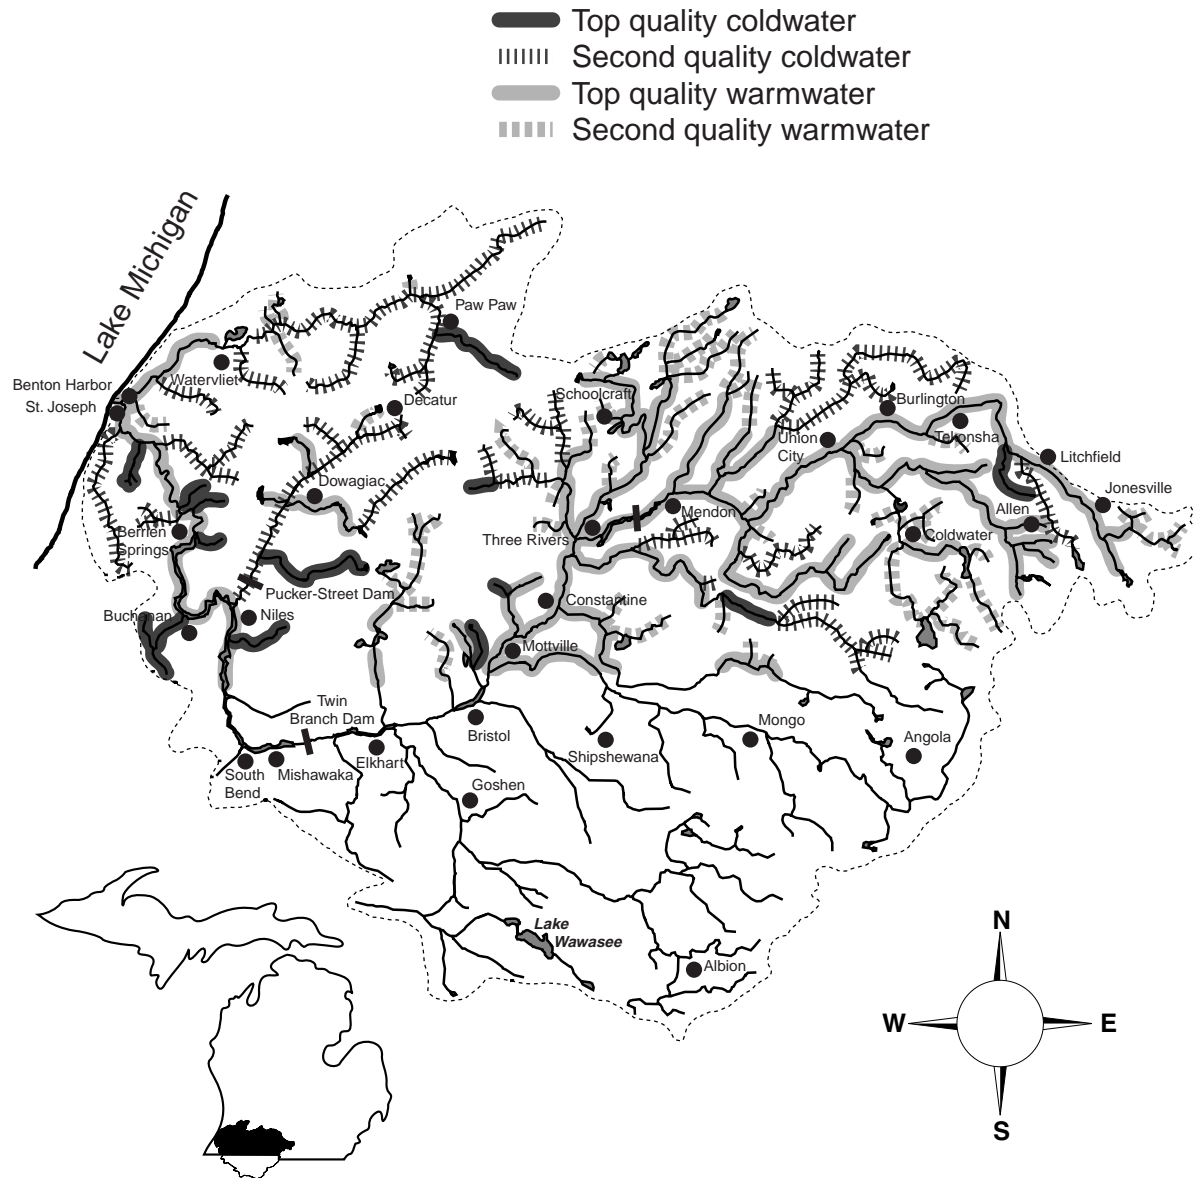 Top quality coldwater
Second quality coldwater
Top quality warmwater
Second quality warmwater
Lake Michigan
Paw Paw
Benton Harbor
St. Joseph
Watervliet
Decatur
Schoolcraft
Burlington
Tekonsha
Union
City
Litchfield
Dowagiac
Jonesville
Allen
Mendon
Berrien
Springs
Three Rivers
Coldwater
Pucker-Street Dam
Constantine
Buchanan
Niles
Mottville
Twin
Branch Dam
Bristol
Mongo
Angola
Shipshewana
Elkhart
South
Bend
Mishawaka
Goshen
Lake
Wawasee
Albion
N
W
E
S